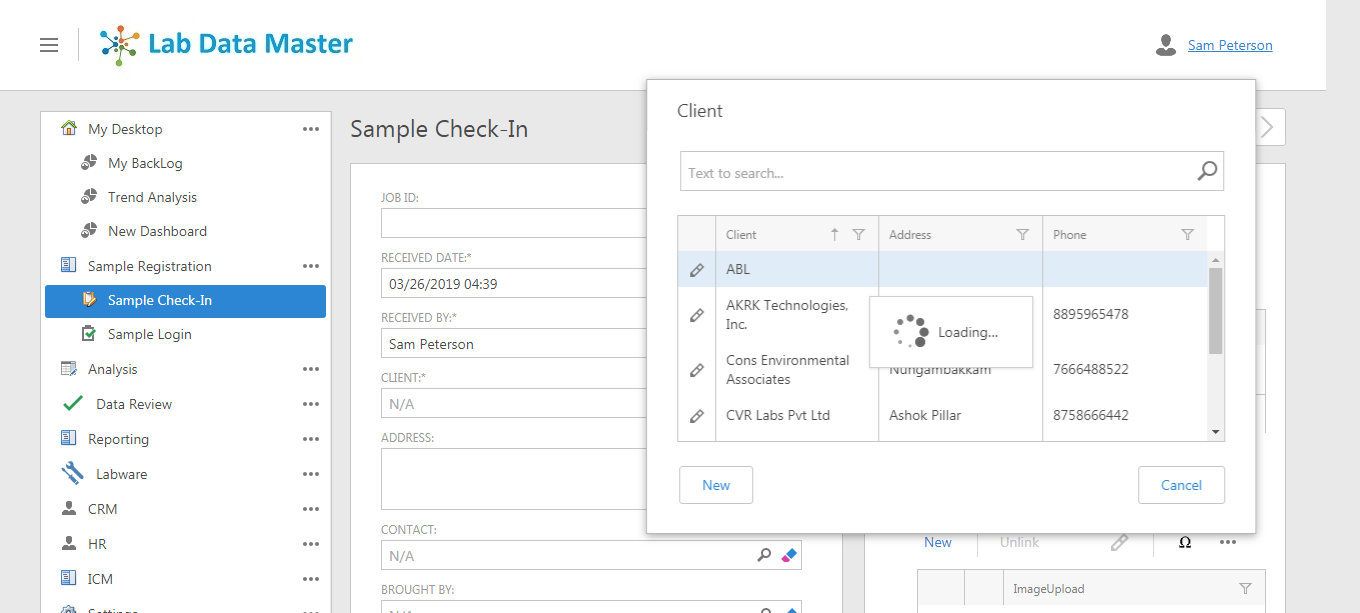 Lab Data Master
Sam Peterson
My Desktop
My BackLog
Trend Analysis
New Dashboard
Sample Registration
Sample Check-In
Sample Login
Analysis
Data Review
Reporting
Labware
CRM
HR
ICM
Settings
Sample Check-In
JOB ID:
RECEIVED DATE:*
03/26/2019 04:39
RECEIVED BY:*
Sam Peterson
CLIENT:*
N/A
ADDRESS:
CONTACT:
N/A
BROUGHT BY:
N/A
Client
Text to search...
Client Address Phone
ABL
AKRK Technologies,
Inc.
8895965478
Loading...
Cons Environmental
Associates
Nungambakkam 7666488522
CVR Labs Pvt Ltd Ashok Pillar 8758666442
New Cancel
New Unlink Ω
ImageUpload